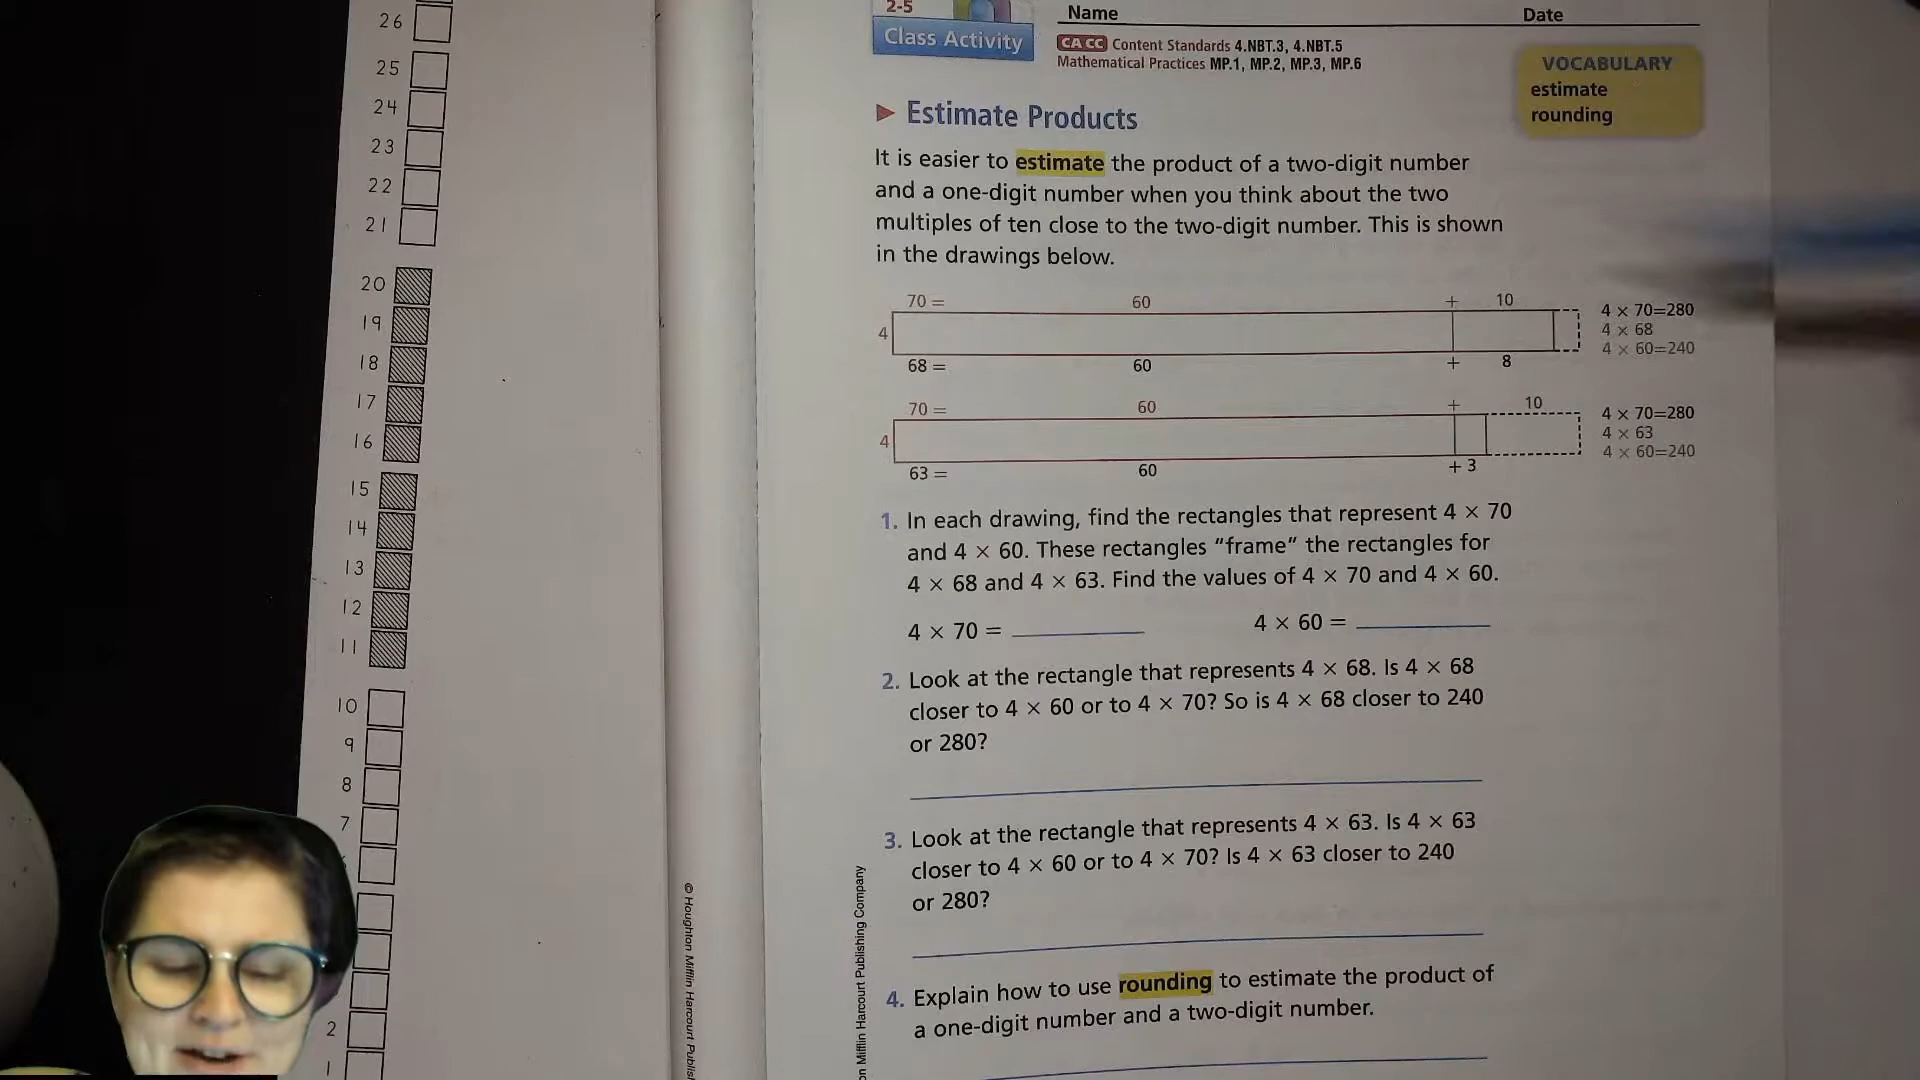 26
25
24
23
22
21
20
19
18
17
16
15
14
13
12
11
10
9
8
7
2
1
© Houghton Mifflin Harcourt
2-5
Class Activity
Name
Date
CA CC Content Standards 4.NBT.3, 4.NBT.5
Mathematical Practices MP.1, MP.2, MP.3, MP.6
VOCABULARY
estimate
rounding
Estimate Products
It is easier to estimate the product of a two-digit number
and a one-digit number when you think about the two
multiples of ten close to the two-digit number. This is shown
in the drawings below.
70 = 60 + 10
4
68 = 60 + 8
4 × 70=280
4 × 68
4 × 60=240
70 = 60 + 10
4
63 = 60 + 3
4 × 70=280
4 × 63
4 × 60=240
1. In each drawing, find the rectangles that represent 4 × 70
and 4 × 60. These rectangles "frame" the rectangles for
4 × 68 and 4 × 63. Find the values of 4 × 70 and 4 × 60.
4 × 70 = 4 × 60 =
2. Look at the rectangle that represents 4 × 68. Is 4 × 68
closer to 4 × 60 or to 4 × 70? So is 4 × 68 closer to 240
or 280?
3. Look at the rectangle that represents 4 × 63. Is 4 × 63
closer to 4 × 60 or to 4 × 70? Is 4 × 63 closer to 240
or 280?
4. Explain how to use rounding to estimate the product of
a one-digit number and a two-digit number.
Mifflin Harcourt Publishing Company